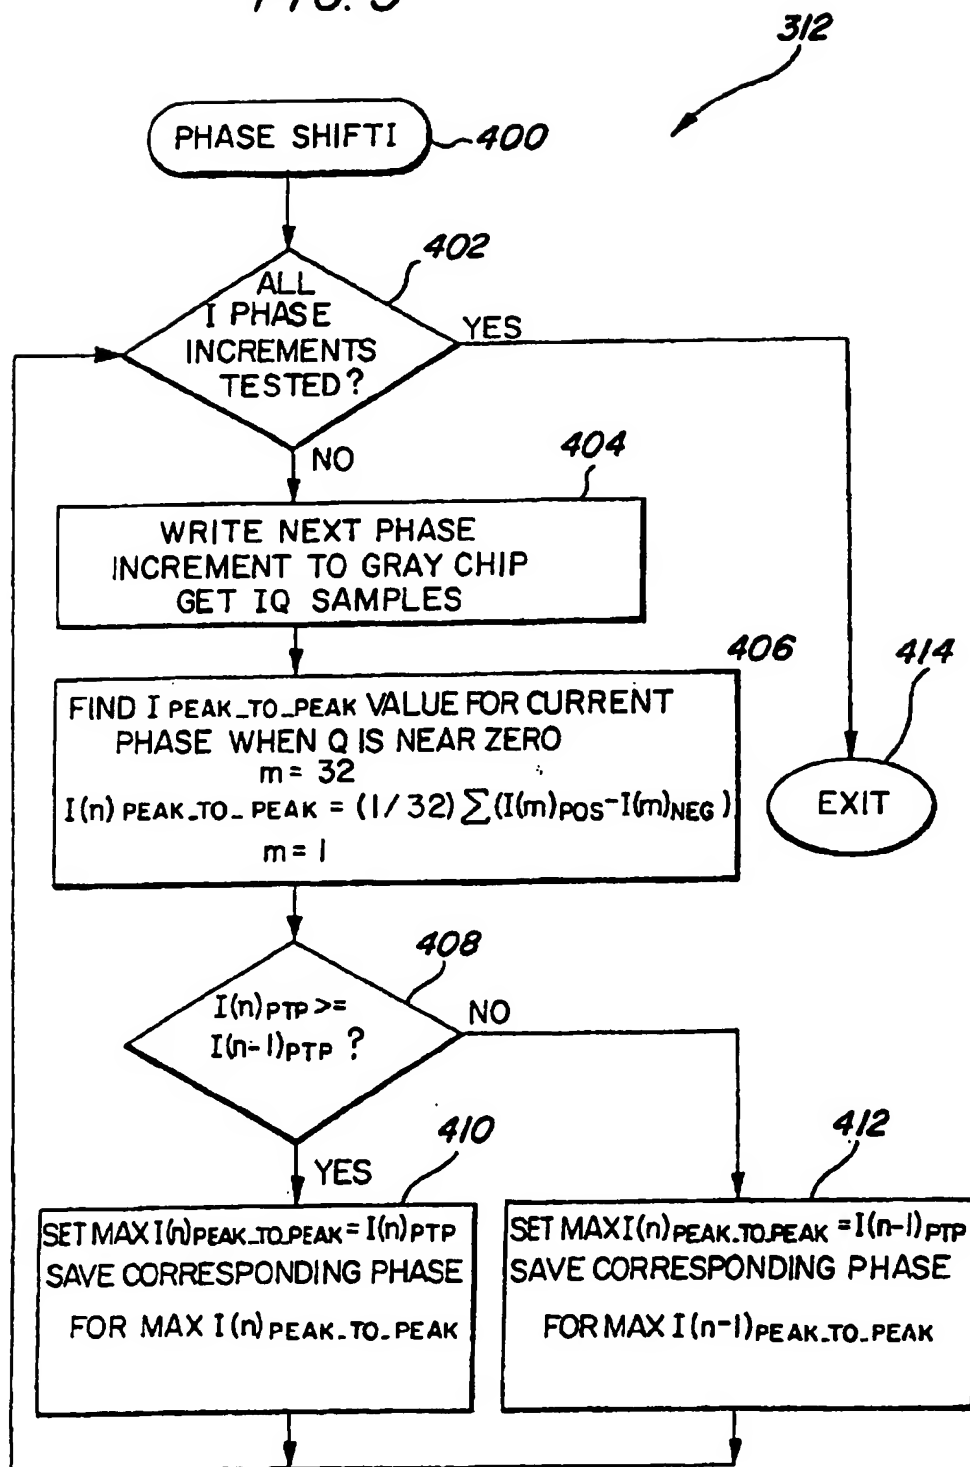 FIG. 5
312
PHASE SHIFTI
400
402
ALL
I PHASE
INCREMENTS
TESTED?
YES
NO
404
WRITE NEXT PHASE
INCREMENT TO GRAY CHIP
GET IQ SAMPLES
406
414
FIND I PEAK_TO_PEAK VALUE FOR CURRENT
PHASE WHEN Q IS NEAR ZERO
m = 32
I(n) PEAK_TO_PEAK = (1/32) ∑(I(m)POS-I(m)NEG)
m = 1
EXIT
408
I(n)PTP >=
I(n-1)PTP ?
NO
410
412
YES
SET MAX I(n)PEAK_TO_PEAK = I(n)PTP
SAVE CORRESPONDING PHASE
FOR MAX I(n)PEAK_TO_PEAK
SET MAX I(n)PEAK_TO_PEAK = I(n-1)PTP
SAVE CORRESPONDING PHASE
FOR MAX I(n-1)PEAK_TO_PEAK